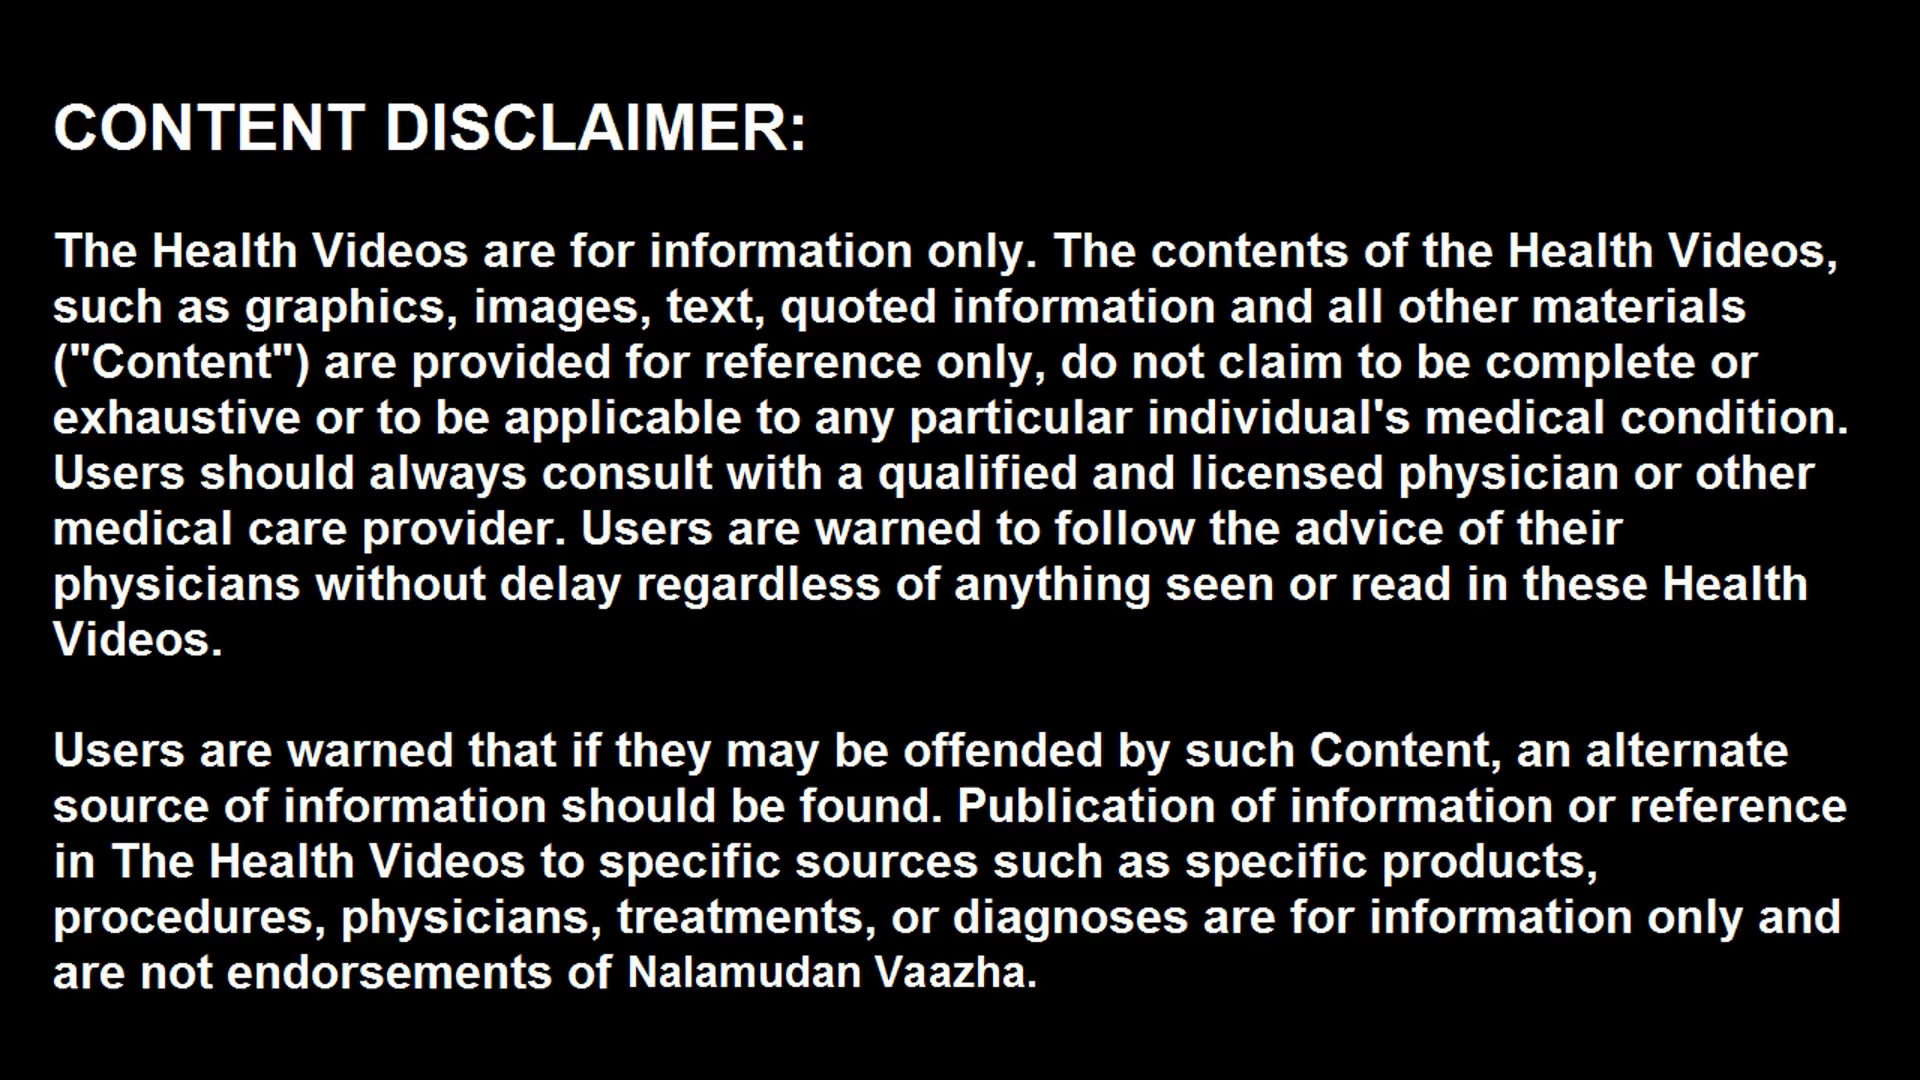 CONTENT DISCLAIMER:
The Health Videos are for information only. The contents of the Health Videos,
such as graphics, images, text, quoted information and all other materials
("Content") are provided for reference only, do not claim to be complete or
exhaustive or to be applicable to any particular individual's medical condition.
Users should always consult with a qualified and licensed physician or other
medical care provider. Users are warned to follow the advice of their
physicians without delay regardless of anything seen or read in these Health
Videos.
Users are warned that if they may be offended by such Content, an alternate
source of information should be found. Publication of information or reference
in The Health Videos to specific sources such as specific products,
procedures, physicians, treatments, or diagnoses are for information only and
are not endorsements of Nalamudan Vaazha.